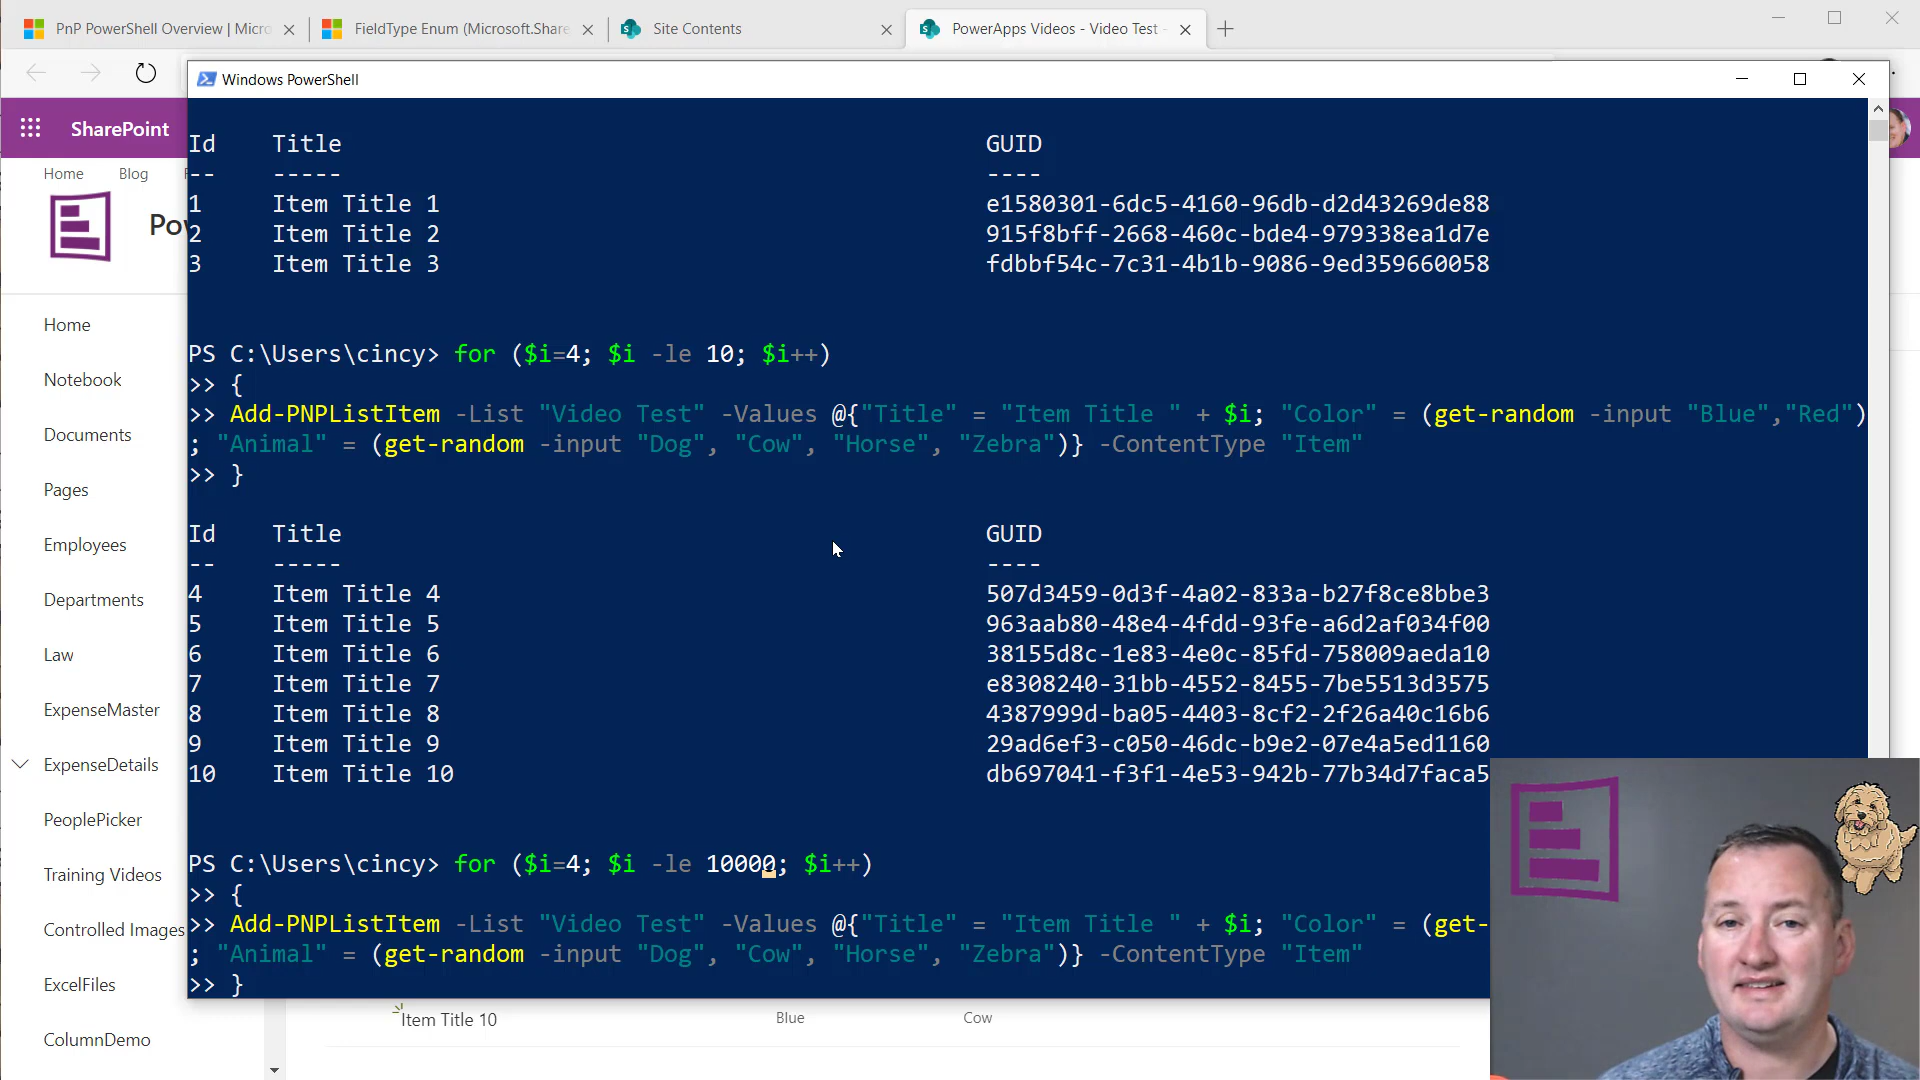 PnP PowerShell Overview | Micro
FieldType Enum (Microsoft.Share
Site Contents
PowerApps Videos - Video Test -
Windows PowerShell
SharePoint
Home Blog
Pov
Home
Notebook
Documents
Pages
Employees
Departments
Law
ExpenseMaster
ExpenseDetails
PeoplePicker
Training Videos
Controlled Images
ExcelFiles
ColumnDemo
Id Title GUID
-- ----- ----
1 Item Title 1 e1580301-6dc5-4160-96db-d2d43269de88
2 Item Title 2 915f8bff-2668-460c-bde4-979338ea1d7e
3 Item Title 3 fdbbf54c-7c31-4b1b-9086-9ed359660058
PS C:\Users\cincy> for ($i=4; $i -le 10; $i++)
>> {
>> Add-PNPListItem -List "Video Test" -Values @{"Title" = "Item Title " + $i; "Color" = (get-random -input "Blue","Red")
; "Animal" = (get-random -input "Dog", "Cow", "Horse", "Zebra")} -ContentType "Item"
>> }
Id Title GUID
-- ----- ----
4 Item Title 4 507d3459-0d3f-4a02-833a-b27f8ce8bbe3
5 Item Title 5 963aab80-48e4-4fdd-93fe-a6d2af034f00
6 Item Title 6 38155d8c-1e83-4e0c-85fd-758009aeda10
7 Item Title 7 e8308240-31bb-4552-8455-7be5513d3575
8 Item Title 8 4387999d-ba05-4403-8cf2-2f26a40c16b6
9 Item Title 9 29ad6ef3-c050-46dc-b9e2-07e4a5ed1160
10 Item Title 10 db697041-f3f1-4e53-942b-77b34d7faca5
PS C:\Users\cincy> for ($i=4; $i -le 10000; $i++)
>> {
>> Add-PNPListItem -List "Video Test" -Values @{"Title" = "Item Title " + $i; "Color" = (get-
; "Animal" = (get-random -input "Dog", "Cow", "Horse", "Zebra")} -ContentType "Item"
>> }
Item Title 10 Blue Cow